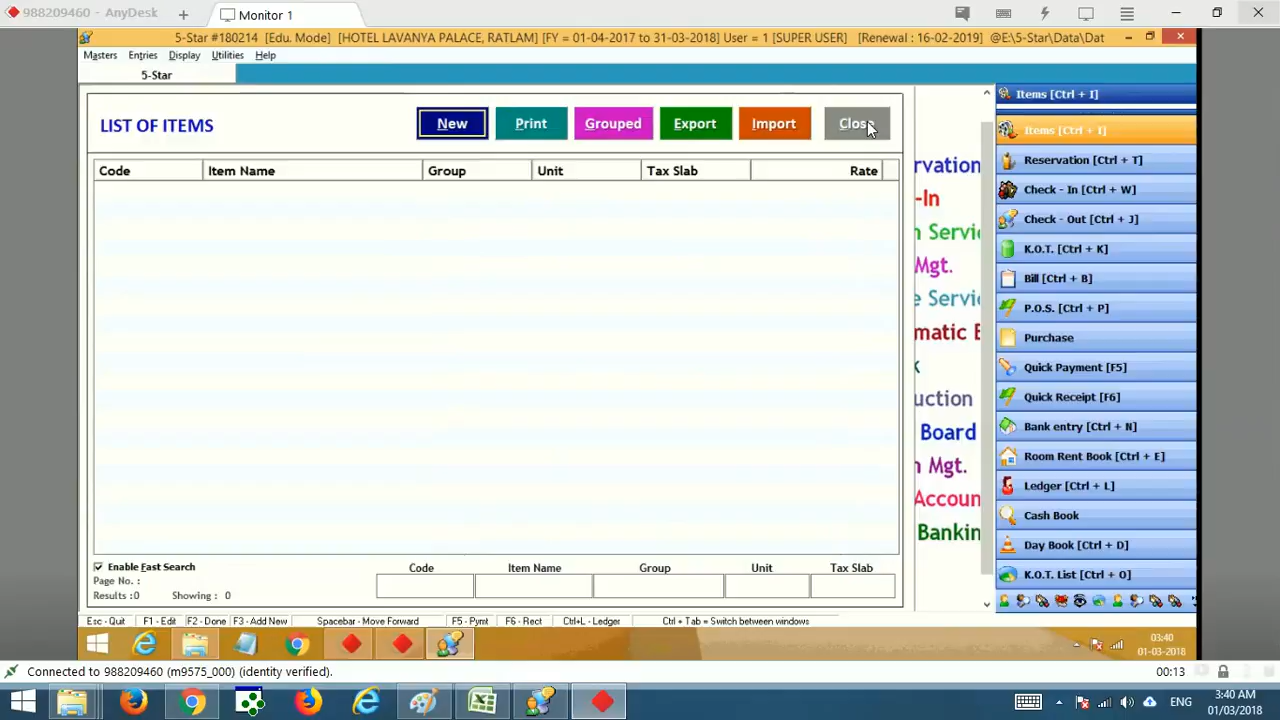 988209460 - AnyDesk
Monitor 1
5-Star #180214 [Edu. Mode] [HOTEL LAVANYA PALACE, RATLAM] [FY = 01-04-2017 to 31-03-2018] User = 1 [SUPER USER] [Renewal : 16-02-2019] @E:\5-Star\Data\Dat
Masters Entries Display Utilities Help
5-Star
Items [Ctrl + I]
LIST OF ITEMS
New Print Grouped Export Import Close
Code Item Name Group Unit Tax Slab Rate
Items [Ctrl + I]
Reservation [Ctrl + T]
Check - In [Ctrl + W]
Check - Out [Ctrl + J]
K.O.T. [Ctrl + K]
Bill [Ctrl + B]
P.O.S. [Ctrl + P]
Purchase
Quick Payment [F5]
Quick Receipt [F6]
Bank entry [Ctrl + N]
Room Rent Book [Ctrl + E]
Ledger [Ctrl + L]
Cash Book
Day Book [Ctrl + D]
K.O.T. List [Ctrl + O]
rvation
-In
Servic
Mgt.
e Servic
matic B
k
uction
Board
Mgt.
Accoun
Banking
Enable Fast Search
Page No. :
Results :0 Showing : 0
Code Item Name Group Unit Tax Slab
Esc - Quit F1 - Edit F2 - Done F3 - Add New Spacebar - Move Forward F5 - Pymt F6 - Rect Ctrl+L - Ledger Ctrl + Tab = Switch between windows
03:40
01-03-2018
Connected to 988209460 (m9575_000) (identity verified).
00:13
ENG
3:40 AM
01/03/2018